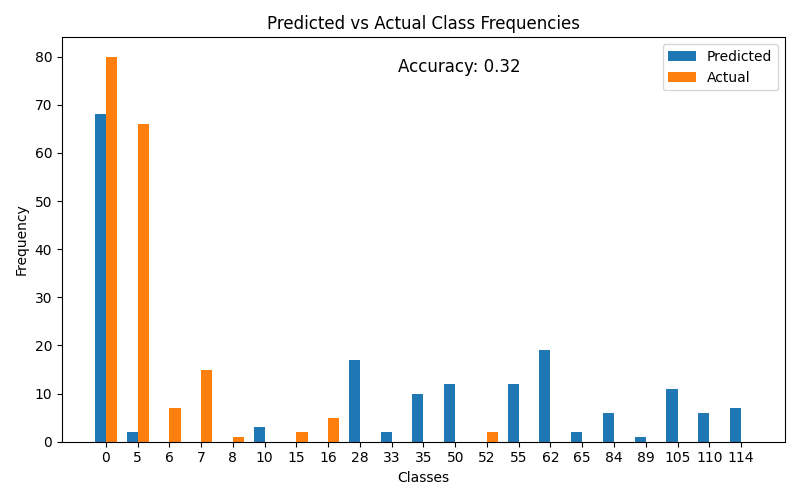 Predicted vs Actual Class Frequencies
Accuracy: 0.32
Predicted
Actual
Frequency
80
70
60
50
40
30
20
10
0
0 5 6 7 8 10 15 16 28 33 35 50 52 55 62 65 84 89 105 110 114
Classes